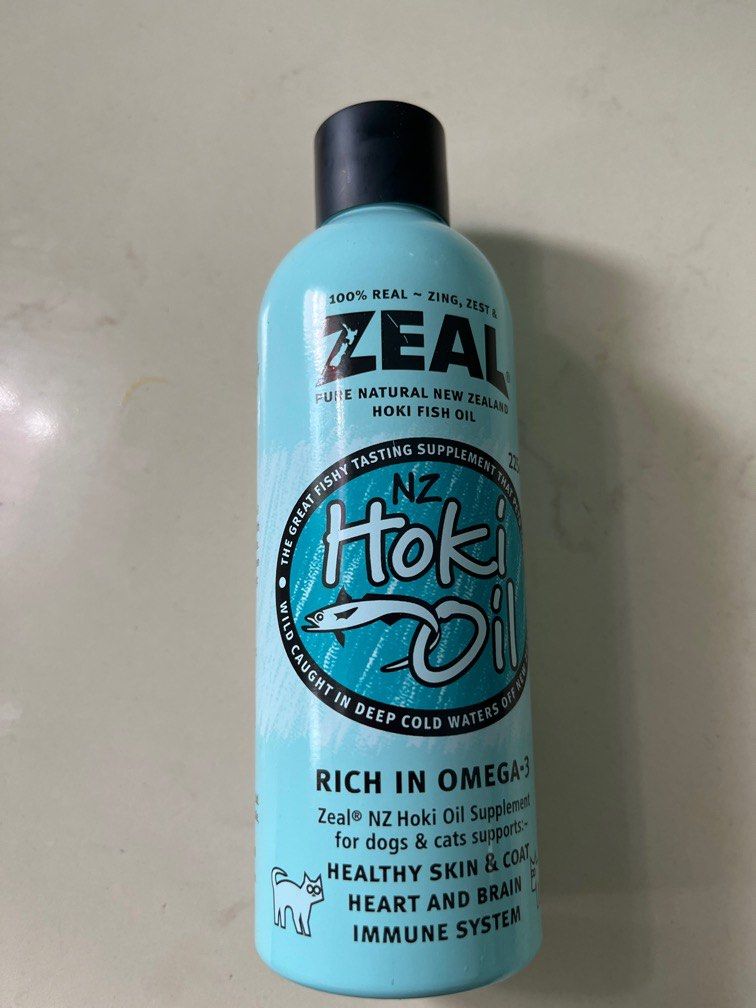 100% REAL ~ ZING, ZEST &
ZEAL®
PURE NATURAL NEW ZEALAND
HOKI FISH OIL
THE GREAT FISHY TASTING SUPPLEMENT THAT
NZ
Hoki
Oil
WILD CAUGHT IN DEEP COLD WATERS OFF
RICH IN OMEGA-3
Zeal® NZ Hoki Oil Supplement
for dogs & cats supports:~
HEALTHY SKIN & COAT
HEART AND BRAIN
IMMUNE SYSTEM